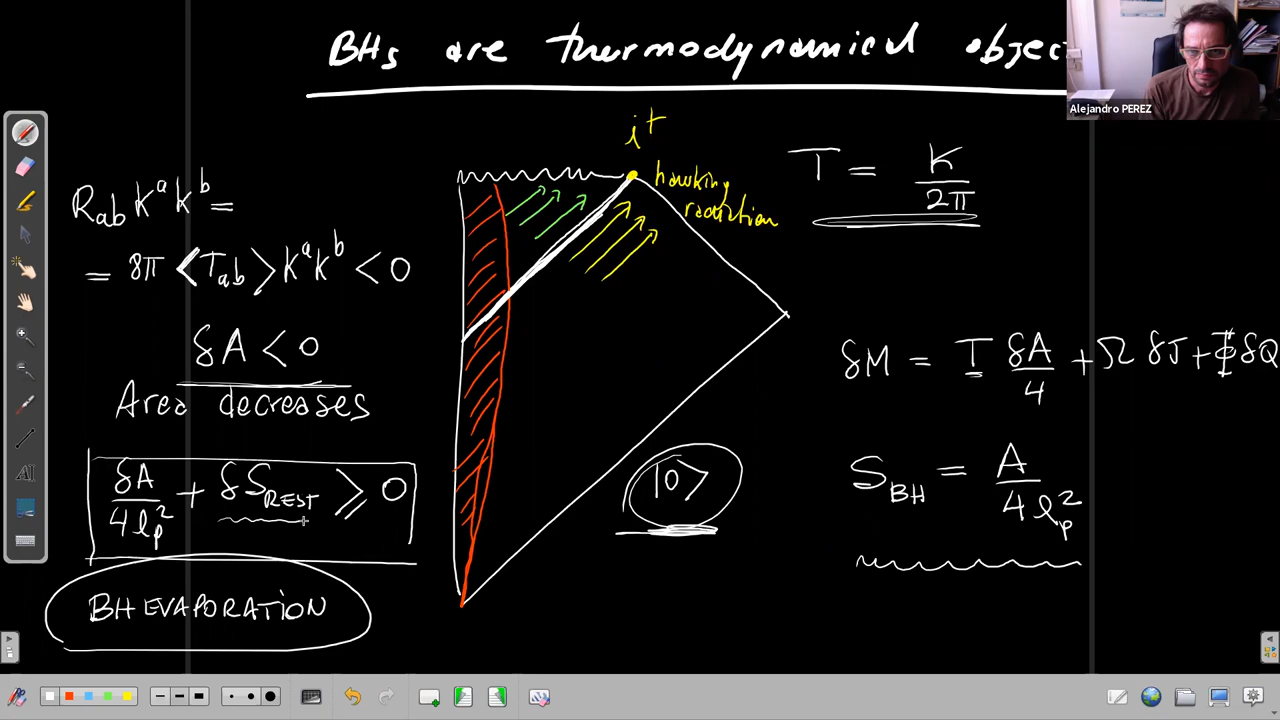 BHs are thermodynamical objec
Alejandro PEREZ
i⁺
hawking
radiation
T = κ/2π
R_ab k^a k^b =
= 8π <T_ab> k^a k^b < 0
δA < 0
Area decreases
δA/4ℓ_p² + δS_REST ⩾ 0
BH EVAPORATION
|0>
δM = T δA/4 + Ω δJ + Φ δQ
S_BH = A/4ℓ_p²